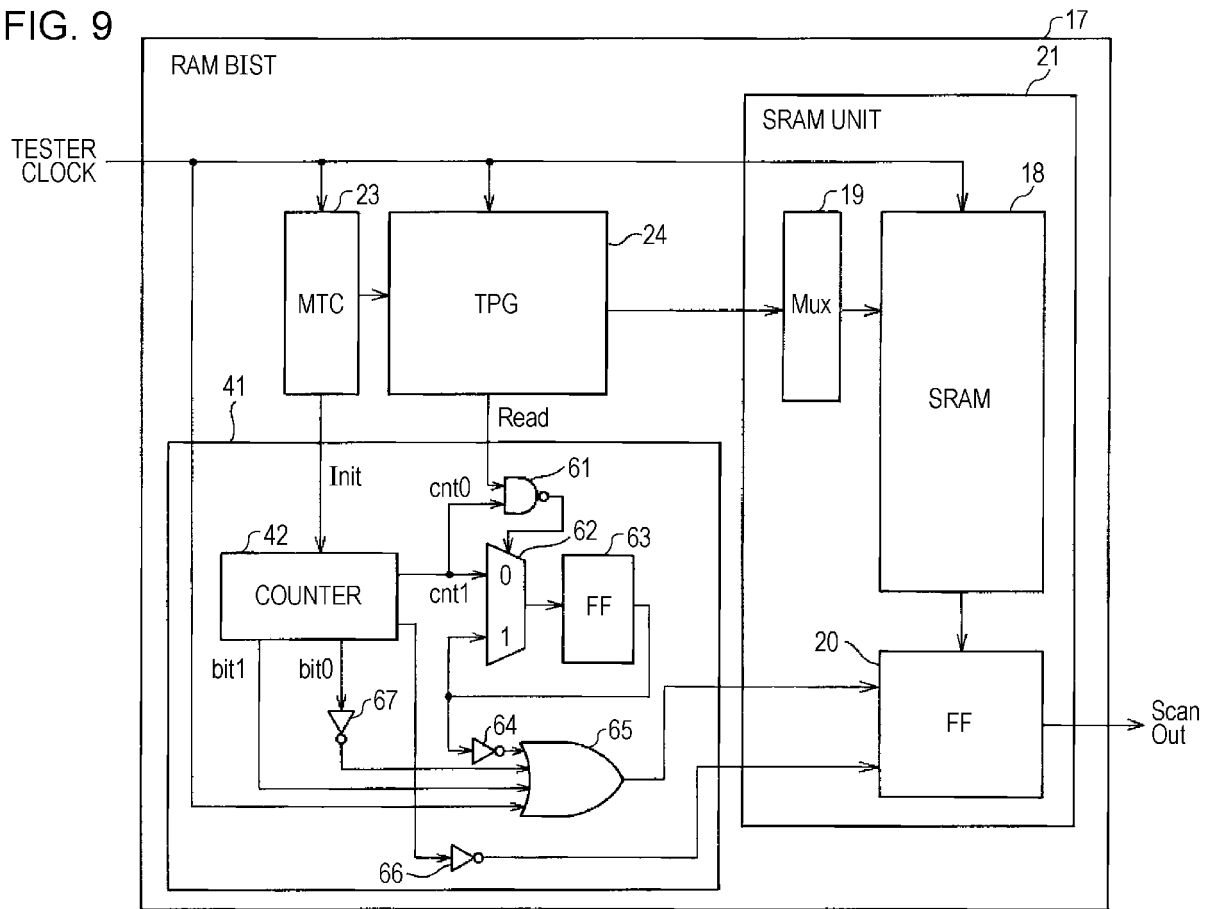 FIG. 9
17
RAM BIST
21
SRAM UNIT
TESTER
CLOCK
23
24
19
18
MTC
TPG
Mux
SRAM
41
Read
Init
cnt0
61
42
62
63
COUNTER
cnt1
0
1
FF
bit1
bit0
67
64
65
20
FF
Scan
Out
66